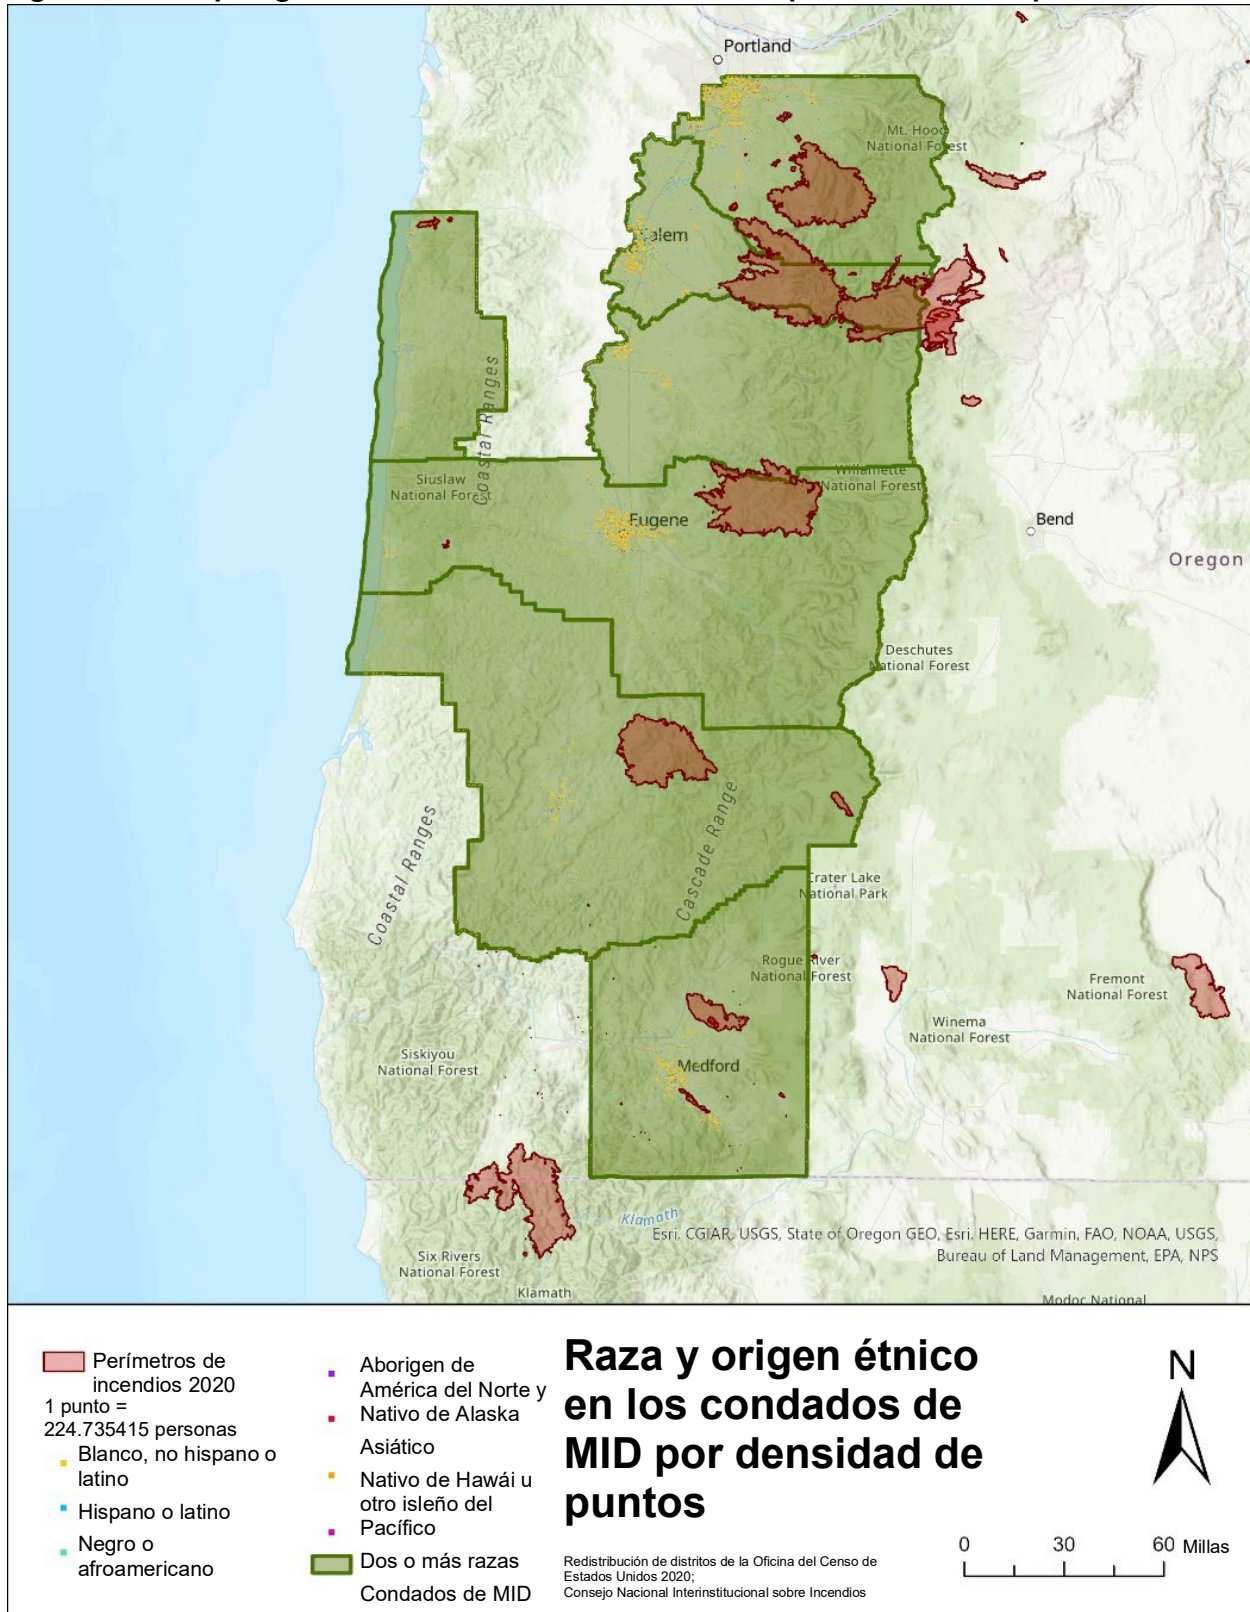 Portland
Mt. Hood
National Forest
Salem
Coastal Ranges
Siuslaw
National Forest
Willamette
National Forest
Eugene
Bend
Oregon
Deschutes
National Forest
Coastal Ranges
Cascade Range
Crater Lake
National Park
Rogue River
National Forest
Fremont
National Forest
Winema
National Forest
Siskiyou
National Forest
Medford
Klamath
Esri, CGIAR, USGS, State of Oregon GEO, Esri, HERE, Garmin, FAO, NOAA, USGS,
Bureau of Land Management, EPA, NPS
Six Rivers
National Forest
Klamath
Modoc National
Perímetros de
incendios 2020
1 punto =
224.735415 personas
Blanco, no hispano o
latino
Hispano o latino
Negro o
afroamericano
Aborigen de
América del Norte y
Nativo de Alaska
Asiático
Nativo de Hawái u
otro isleño del
Pacífico
Dos o más razas
Condados de MID
Raza y origen étnico
en los condados de
MID por densidad de
puntos
Redistribución de distritos de la Oficina del Censo de
Estados Unidos 2020;
Consejo Nacional Interinstitucional sobre Incendios
N
0 30 60 Millas